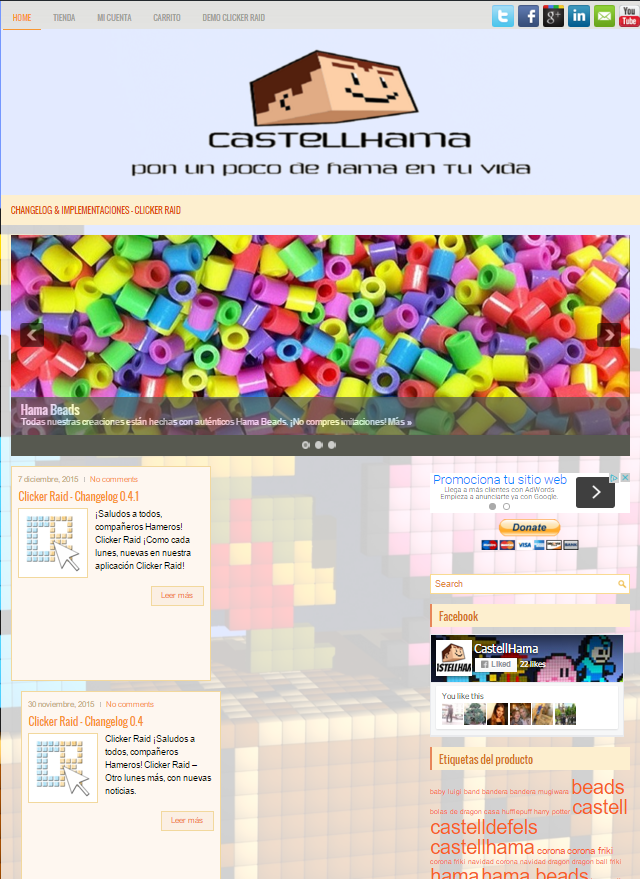 HOME TIENDA MI CUENTA CARRITO DEMO CLICKER RAID
You
Tube
CASTELLHAMA
pon un poco de hama en tu vida
CHANGELOG & IMPLEMENTACIONES - CLICKER RAID
Hama Beads
Todas nuestras creaciones están hechas con auténticos Hama Beads. ¡No compres imitaciones! Más »
7 diciembre, 2015 | No comments
Clicker Raid - Changelog 0.4.1
¡Saludos a todos,
compañeros Hameros!
Clicker Raid ¡Como cada
lunes, nuevas en nuestra
aplicación Clicker Raid!
Leer más
30 noviembre, 2015 | No comments
Clicker Raid - Changelog 0.4
Clicker Raid ¡Saludos a
todos, compañeros
Hameros! Clicker Raid –
Otro lunes más, con nuevas
noticias.
Leer más
Promociona tu sitio web
Llega a más clientes con AdWords
Empieza a anunciarte ya con Google.
Donate
VISA
Search
Facebook
CastellHama
CASTELLHAMA
Liked 22 likes
You like this
Etiquetas del producto
baby luigi band bandera bandera mugiwara beads
bolas de dragon casa hufflepuff harry potter castell
castelldefels
castellhama corona corona friki
corona friki navidad corona navidad dragon dragon ball friki
hama hama beads